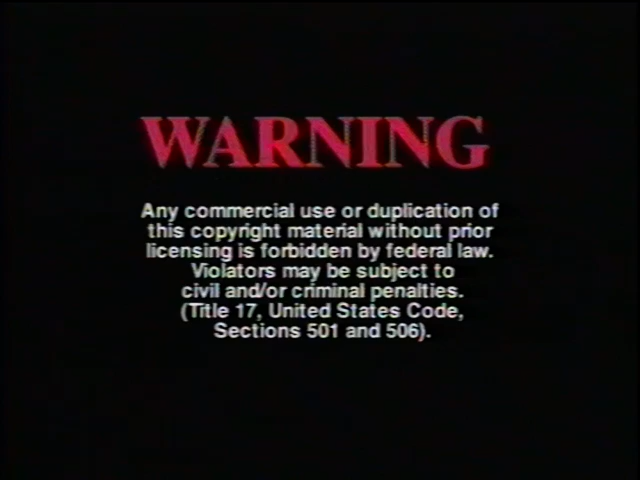 WARNING
Any commercial use or duplication of
this copyright material without prior
licensing is forbidden by federal law.
Violators may be subject to
civil and/or criminal penalties.
(Title 17, United States Code,
Sections 501 and 506).